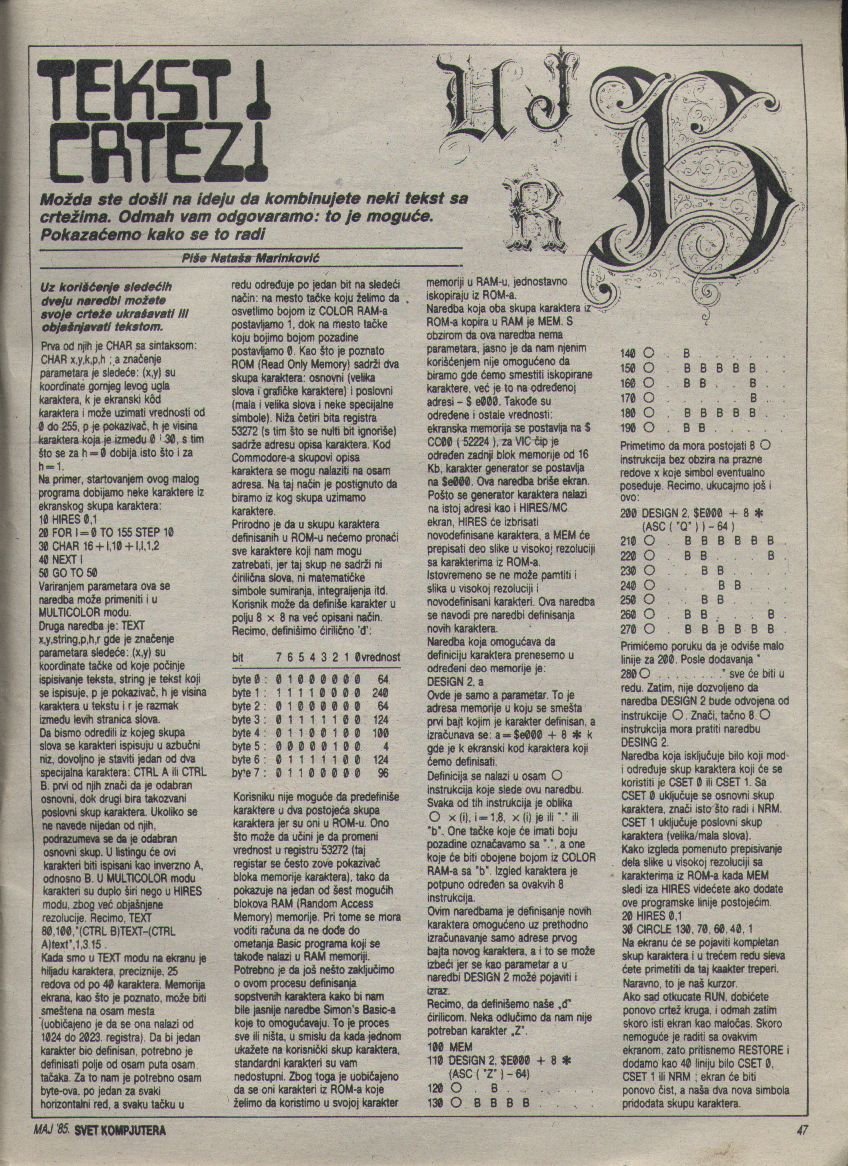 TEKST I
CRTEZI
U J B
R
Možda ste došli na ideju da kombinujete neki tekst sa
crtežima. Odmah vam odgovaramo: to je moguće.
Pokazaćemo kako se to radi
Piše Nataša Marinković
Uz korišćenje sledećih
dveju naredbi možete
svoje crteže ukrašavati ili
objašnjavati tekstom.
Prva od njih je CHAR sa sintaksom:
CHAR x,y,k,p,h ; a značenje
parametara je sledeće: (x,y) su
koordinate gornjeg levog ugla
karaktera, k je ekranski kôd
karaktera i može uzimati vrednosti od
0 do 255, p je pokazivač, h je visina
karaktera koja je između 0 i 30, s tim
što se za h=0 dobija isto što i za
h=1.
Na primer, startovanjem ovog malog
programa dobijamo neke karaktere iz
ekranskog skupa karaktera:
10 HIRES 0,1
20 FOR I=0 TO 155 STEP 10
30 CHAR 16+I,10+I,I,1,2
40 NEXT I
50 GO TO 50
Variranjem parametara ova se
naredba može primeniti i u
MULTICOLOR modu.
Druga naredba je: TEXT
x,y,string,p,h,r gde je značenje
parametara sledeće: (x,y) su
koordinate tačke od koje počinje
ispisivanje teksta, string je tekst koji
se ispisuje, p je pokazivač, h je visina
karaktera u tekstu i r je razmak
između levih stranica slova.
Da bismo odredili iz kojeg skupa
slova se karakteri ispisuju u azbučni
niz, dovoljno je staviti jedan od dva
specijalna karaktera: CTRL A ili CTRL
B. prvi od njih znači da je odabran
osnovni, dok drugi bira takozvani
poslovni skup karaktera. Ukoliko se
ne navede nijedan od njih,
podrazumeva se da je odabran
osnovni skup. U listingu će ovi
karakteri biti ispisani kao inverzno A,
odnosno B. U MULTICOLOR modu
karakteri su duplo širi nego u HIRES
modu, zbog već objašnjene
rezolucije. Recimo, TEXT
80,100,"(CTRL B)TEXT–(CTRL
A)text",1,3.15 .
Kada smo u TEXT modu na ekranu je
hiljadu karaktera, preciznije, 25
redova od po 40 karaktera. Memorija
ekrana, kao što je poznato, može biti
smeštena na osam mesta
(uobičajeno je da se ona nalazi od
1024 do 2023. registra). Da bi jedan
karakter bio definisan, potrebno je
definisati polje od osam puta osam
tačaka. Za to nam je potrebno osam
byte-ova, po jedan za svaki
horizontalni red, a svaku tačku u
redu određuje po jedan bit na sledeći
način: na mesto tačke koju želimo da
osvetlimo bojom iz COLOR RAM-a
postavljamo 1, dok na mesto tačke
koju bojimo bojom pozadine
postavljamo 0. Kao što je poznato
ROM (Read Only Memory) sadrži dva
skupa karaktera: osnovni (velika
slova i grafičke karaktere) i poslovni
(mala i velika slova i neke specijalne
simbole). Niža četiri bita registra
53272 (s tim što se nulti bit ignoriše)
sadrže adresu opisa karaktera. Kod
Commodore-a skupovi opisa
karaktera se mogu nalaziti na osam
adresa. Na taj način je postignuto da
biramo iz kog skupa uzimamo
karaktere.
Prirodno je da u skupu karaktera
definisanih u ROM-u nećemo pronaći
sve karaktere koji nam mogu
zatrebati, jer taj skup ne sadrži ni
ćirilična slova, ni matematičke
simbole sumiranja, integraljenja itd.
Korisnik može da definiše karakter u
polju 8 × 8 na već opisani način.
Recimo, definišimo ćirilično 'd':
bit 7 6 5 4 3 2 1 0 vrednost
byte 0 : 0 1 0 0 0 0 0 0 64
byte 1 : 1 1 1 1 0 0 0 0 240
byte 2 : 0 1 0 0 0 0 0 0 64
byte 3 : 0 1 1 1 1 1 0 0 124
byte 4 : 0 1 1 0 0 1 0 0 100
byte 5 : 0 0 0 0 0 1 0 0 4
byte 6 : 0 1 1 1 1 1 0 0 124
byte 7 : 0 1 1 0 0 0 0 0 96
Korisniku nije moguće da predefiniše
karaktere u dva postojeća skupa
karaktera jer su oni u ROM-u. Ono
što može da učini je da promeni
vrednost u registru 53272 (taj
registar se često zove pokazivač
bloka memorije karaktera), tako da
pokazuje na jedan od šest mogućih
blokova RAM (Random Access
Memory) memorije. Pri tome se mora
voditi računa da ne dođe do
ometanja Basic programa koji se
takođe nalazi u RAM memoriji.
Potrebno je da još nešto zaključimo
o ovom procesu definisanja
sopstvenih karaktera kako bi nam
bile jasnije naredbe Simon's Basic-a
koje to omogućavaju. To je proces
sve ili ništa, u smislu da kada jednom
ukažete na korisnički skup karaktera,
standardni karakteri su vam
nedostupni. Zbog toga je uobičajeno
da se oni karakteri iz ROM-a koje
želimo da koristimo u svojoj karakter
memoriji u RAM-u, jednostavno
iskopiraju iz ROM-a.
Naredba koja oba skupa karaktera iz
ROM-a kopira u RAM je MEM. S
obzirom da ova naredba nema
parametara, jasno je da nam njenim
korišćenjem nije omogućeno da
biramo gde ćemo smestiti iskopirane
karaktere, već je to na određenoj
adresi – $ e000. Takođe su
određene i ostale vrednosti:
ekranska memorija se postavlja na $
CC00 ( 52224 ), za VIC čip je
određen zadnji blok memorije od 16
Kb, karakter generator se postavlja
na $e000. Ova naredba briše ekran.
Pošto se generator karaktera nalazi
na istoj adresi kao i HIRES/MC
ekran, HIRES će izbrisati
novodefinisane karaktera, a MEM će
prepisati deo slike u visokoj rezoluciji
sa karakterima iz ROM-a.
Istovremeno se ne može pamtiti i
slika u visokoj rezoluciji i
novodefinisani karakteri. Ova naredba
se navodi pre naredbi definisanja
novih karaktera.
Naredba koja omogućava da
definiciju karaktera prenesemo u
određeni deo memorije je:
DESIGN 2, a
Ovde je samo a parametar. To je
adresa memorije u koju se smešta
prvi bajt kojim je karakter definisan, a
izračunava se: a=$e000 + 8 * k
gde je k ekranski kod karaktera koji
ćemo definisati.
Definicija se nalazi u osam O
instrukcija koje slede ovu naredbu.
Svaka od tih instrukcija je oblika
O × (i), i=1,8, x (i) je ili "." ili
"b". One tačke koje će imati boju
pozadine označavamo sa ".", a one
koje će biti obojene bojom iz COLOR
RAM-a sa "b". Izgled karaktera je
potpuno određen sa ovakvih 8
instrukcija.
Ovim naredbama je definisanje novih
karaktera omogućeno uz prethodno
izračunavanje samo adrese prvog
bajta novog karaktera, a i to se može
izbeći jer se kao parametar a u
naredbi DESIGN 2 može pojaviti i
izraz.
Recimo, da definišemo naše „d"
ćirilicom. Neka odlučimo da nam nije
potreban karakter „Z".
100 MEM
110 DESIGN 2, $E000 + 8 *
(ASC ( "Z" ) – 64)
120 O . B . . . . . .
130 O B B B B . . . .
140 O . B . . . . . .
150 O . B B B B B . .
160 O . B B . . B . .
170 O . . . . . B . .
180 O . B B B B B . .
190 O . B B . . . . .
Primetimo da mora postojati 8 O
instrukcija bez obzira na prazne
redove x koje simbol eventualno
poseduje. Recimo, ukucajmo još i
ovo:
200 DESIGN 2, $E000 + 8 *
(ASC ( "Q" ) ) – 64 )
210 O . B B B B B B .
220 O . B B . . . B .
230 O . . B B . . . .
240 O . . . B B . . .
250 O . . B B . . . .
260 O . B B . . . B .
270 O . B B B B B B .
Primićemo poruku da je odviše malo
linije za 200. Posle dodavanja "
280 O . . . . . . . . " sve će biti u
redu. Zatim, nije dozvoljeno da
naredba DESIGN 2 bude odvojena od
instrukcije O. Znači, tačno 8 O
instrukcija mora pratiti naredbu
DESING 2.
Naredba koja isključuje bilo koji mod
i određuje skup karaktera koji će se
koristiti je CSET 0 ili CSET 1. Sa
CSET 0 uključuje se osnovni skup
karaktera, znači isto što radi i NRM.
CSET 1 uključuje poslovni skup
karaktera (velika/mala slova).
Kako izgleda pomenuto prepisivanje
dela slike u visokoj rezoluciji sa
karakterima iz ROM-a kada MEM
sledi iza HIRES videćete ako dodate
ove programske linije postojećim.
20 HIRES 0,1
30 CIRCLE 130, 70, 60, 40, 1
Na ekranu će se pojaviti kompletan
skup karaktera i u trećem redu sleva
ćete primetiti da taj kaakter treperi.
Naravno, to je naš kurzor.
Ako sad otkucate RUN, dobićete
ponovo crtež kruga, i odmah zatim
skoro isti ekran kao maločas. Skoro
nemoguće je raditi sa ovakvim
ekranom, zato pritisnemo RESTORE i
dodamo kao 40 liniju bilo CSET 0,
CSET 1 ili NRM ; ekran će biti
ponovo čist, a naša dva nova simbola
pridodata skupu karaktera.
MAJ '85. SVET KOMPJUTERA
47